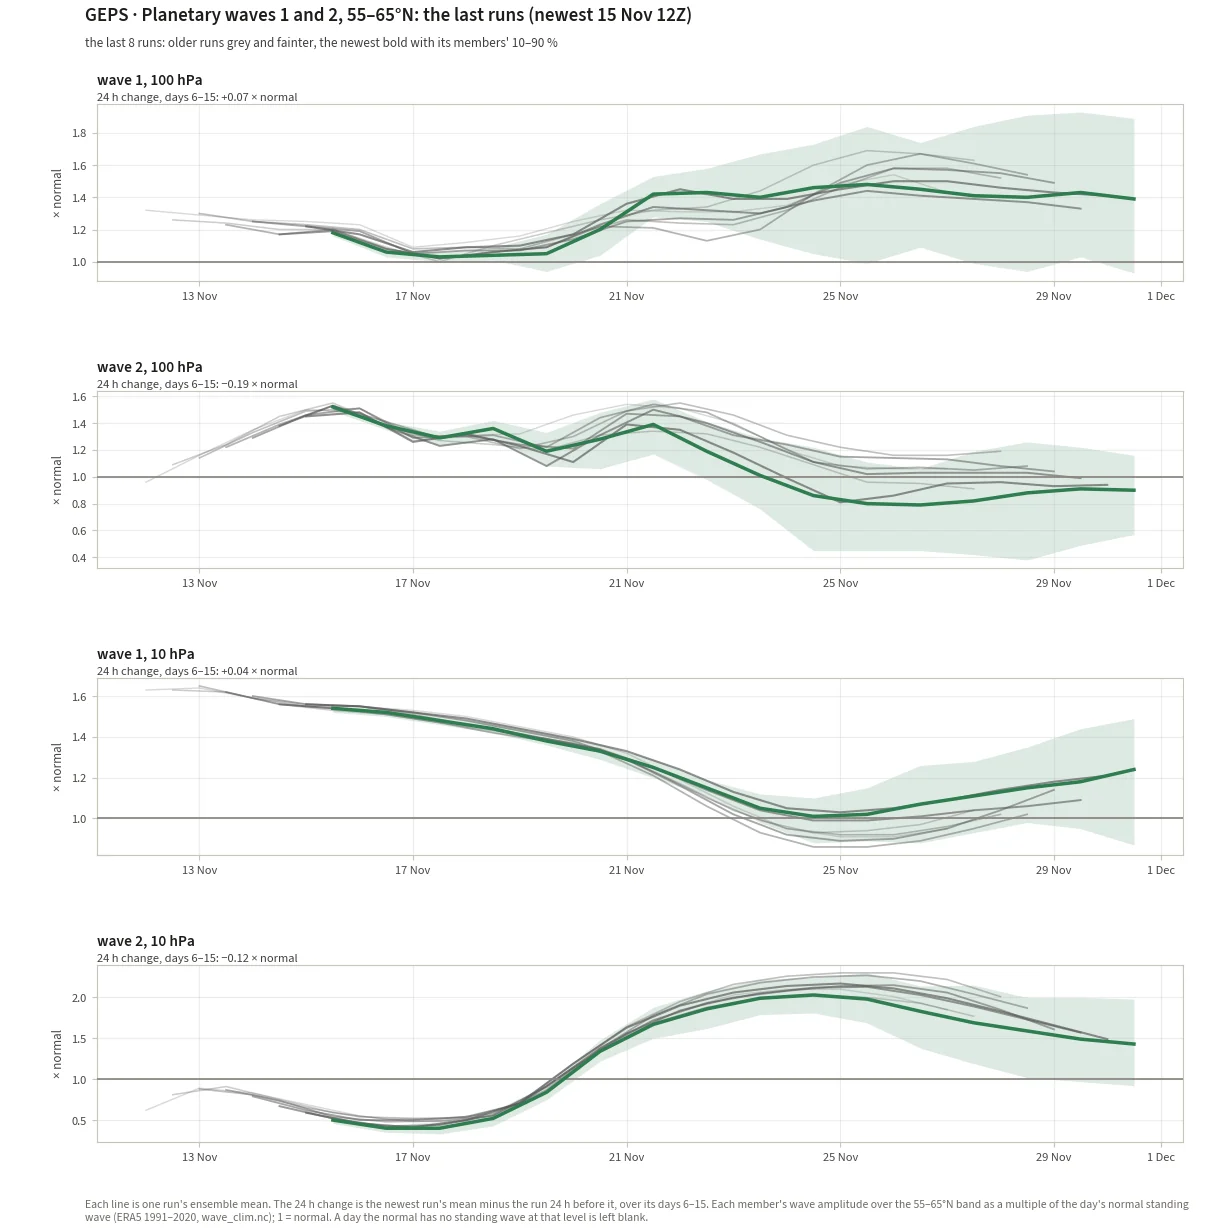 GEPS · Planetary waves 1 and 2, 55–65°N: the last runs (newest 15 Nov 12Z)
the last 8 runs: older runs grey and fainter, the newest bold with its members' 10–90 %
wave 1, 100 hPa
24 h change, days 6–15: +0.07 × normal
1.8
1.6
1.4
1.2
1.0
× normal
13 Nov
17 Nov
21 Nov
25 Nov
29 Nov
1 Dec
wave 2, 100 hPa
24 h change, days 6–15: −0.19 × normal
1.6
1.4
1.2
1.0
0.8
0.6
0.4
× normal
13 Nov
17 Nov
21 Nov
25 Nov
29 Nov
1 Dec
wave 1, 10 hPa
24 h change, days 6–15: +0.04 × normal
1.6
1.4
1.2
1.0
× normal
13 Nov
17 Nov
21 Nov
25 Nov
29 Nov
1 Dec
wave 2, 10 hPa
24 h change, days 6–15: −0.12 × normal
2.0
1.5
1.0
0.5
× normal
13 Nov
17 Nov
21 Nov
25 Nov
29 Nov
1 Dec
Each line is one run's ensemble mean. The 24 h change is the newest run's mean minus the run 24 h before it, over its days 6–15. Each member's wave amplitude over the 55–65°N band as a multiple of the day's normal standing
wave (ERA5 1991–2020, wave_clim.nc); 1 = normal. A day the normal has no standing wave at that level is left blank.